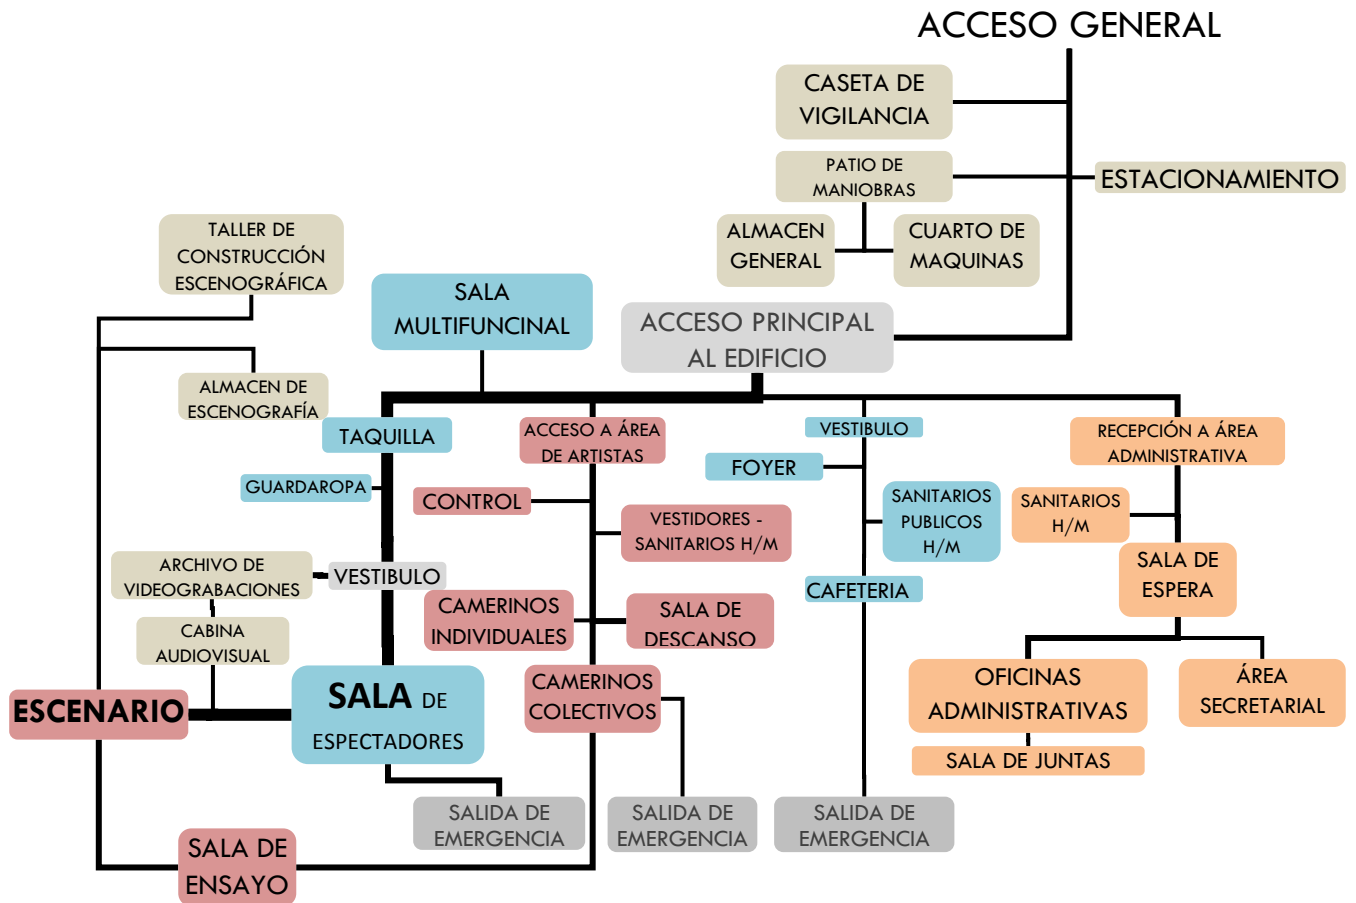 ACCESO GENERAL
CASETA DE
VIGILANCIA
PATIO DE
MANIOBRAS
ESTACIONAMIENTO
ALMACEN
GENERAL
CUARTO DE
MAQUINAS
TALLER DE
CONSTRUCCIÓN
ESCENOGRÁFICA
SALA
MULTIFUNCINAL
ACCESO PRINCIPAL
AL EDIFICIO
ALMACEN DE
ESCENOGRAFÍA
TAQUILLA
ACCESO A ÁREA
DE ARTISTAS
VESTIBULO
RECEPCIÓN A ÁREA
ADMINISTRATIVA
FOYER
GUARDAROPA
CONTROL
SANITARIOS
PUBLICOS
H/M
SANITARIOS
H/M
VESTIDORES -
SANITARIOS H/M
ARCHIVO DE
VIDEOGRABACIONES
VESTIBULO
SALA DE
ESPERA
CAFETERIA
CAMERINOS
INDIVIDUALES
SALA DE
DESCANSO
CABINA
AUDIOVISUAL
ESCENARIO
SALA DE
ESPECTADORES
CAMERINOS
COLECTIVOS
OFICINAS
ADMINISTRATIVAS
ÁREA
SECRETARIAL
SALA DE JUNTAS
SALIDA DE
EMERGENCIA
SALIDA DE
EMERGENCIA
SALIDA DE
EMERGENCIA
SALA DE
ENSAYO